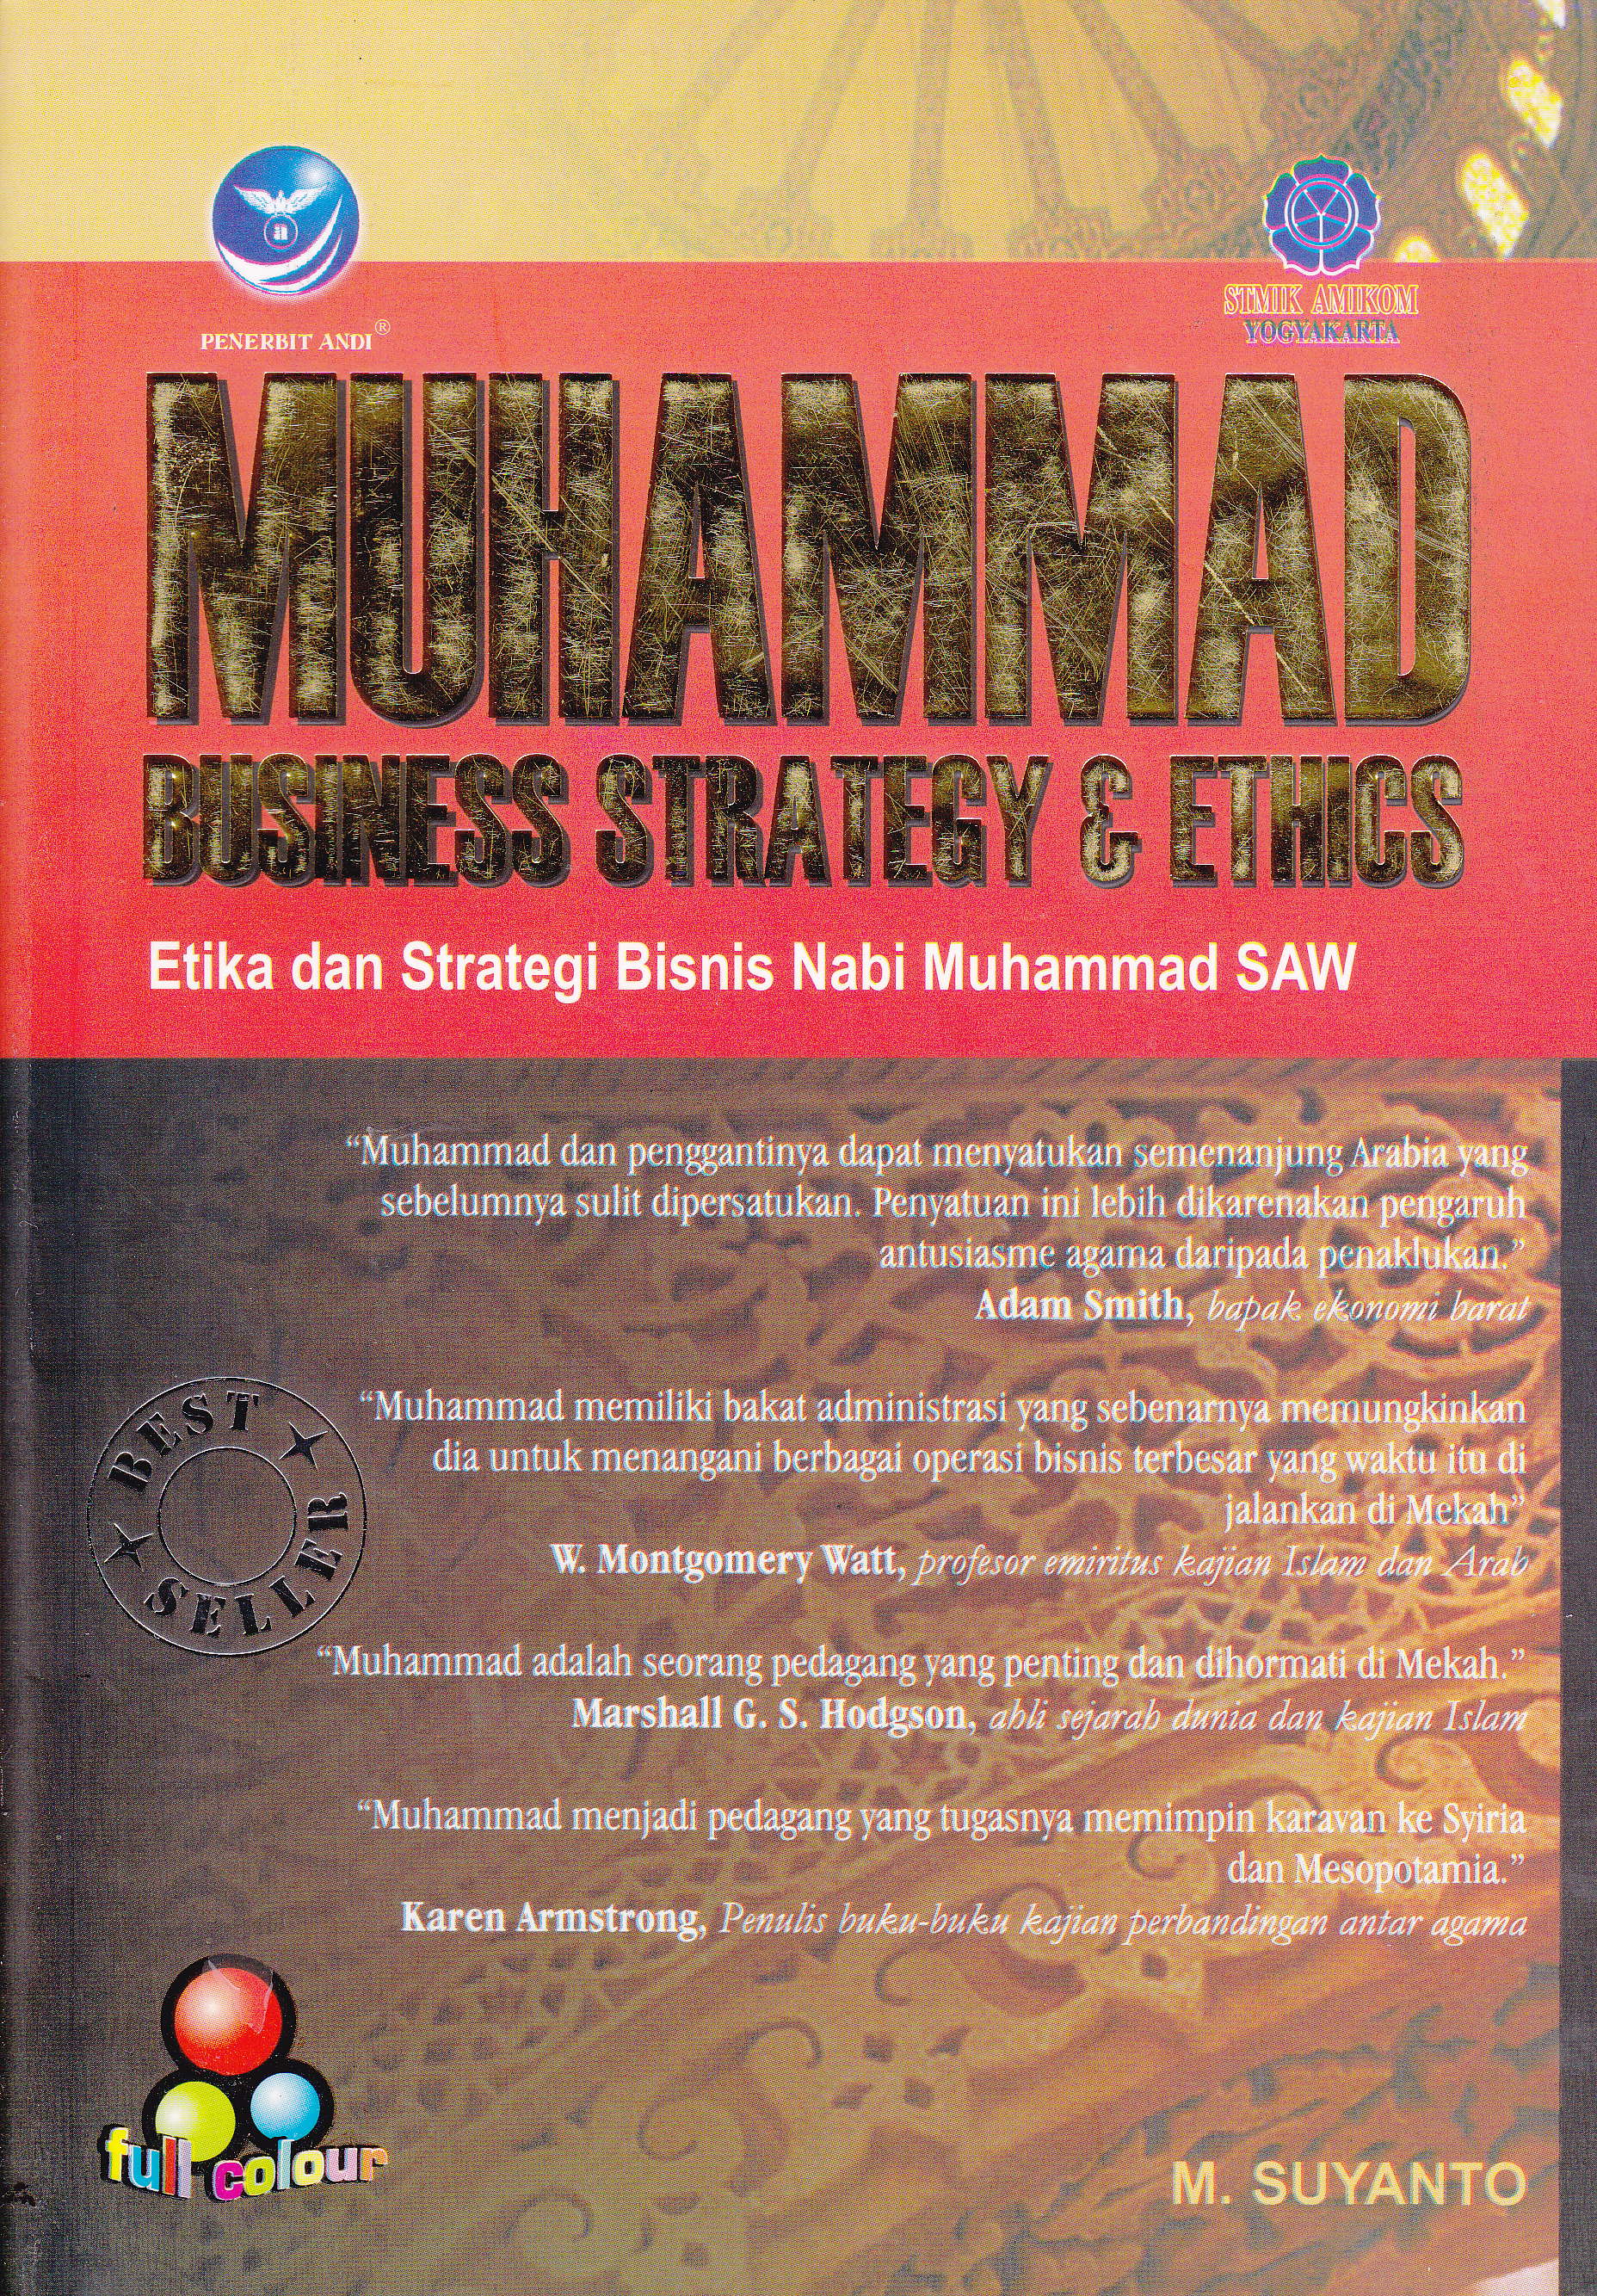 PENERBIT ANDI®
STMIK AMIKOM
YOGYAKARTA
MUHAMMAD
BUSINESS STRATEGY & ETHICS
Etika dan Strategi Bisnis Nabi Muhammad SAW
“Muhammad dan penggantinya dapat menyatukan semenanjung Arabia yang
sebelumnya sulit dipersatukan. Penyatuan ini lebih dikarenakan pengaruh
antusiasme agama daripada penaklukan.”
Adam Smith, bapak ekonomi barat
“Muhammad memiliki bakat administrasi yang sebenarnya memungkinkan
dia untuk menangani berbagai operasi bisnis terbesar yang waktu itu di
jalankan di Mekah”
W. Montgomery Watt, profesor emiritus kajian Islam dan Arab
BEST
SELLER
“Muhammad adalah seorang pedagang yang penting dan dihormati di Mekah.”
Marshall G. S. Hodgson, ahli sejarah dunia dan kajian Islam
“Muhammad menjadi pedagang yang tugasnya memimpin karavan ke Syiria
dan Mesopotamia.”
Karen Armstrong, Penulis buku-buku kajian perbandingan antar agama
full colour
M. SUYANTO